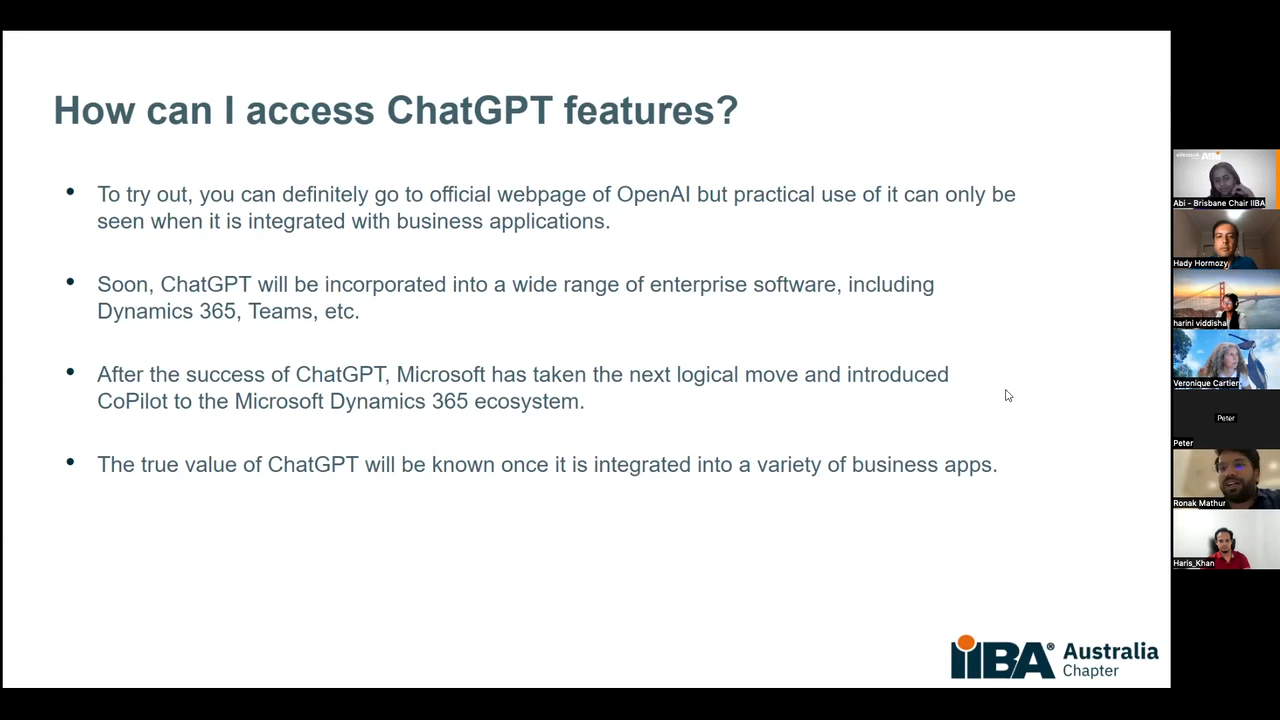 How can I access ChatGPT features?
• To try out, you can definitely go to official webpage of OpenAI but practical use of it can only be
seen when it is integrated with business applications.
• Soon, ChatGPT will be incorporated into a wide range of enterprise software, including
Dynamics 365, Teams, etc.
• After the success of ChatGPT, Microsoft has taken the next logical move and introduced
CoPilot to the Microsoft Dynamics 365 ecosystem.
• The true value of ChatGPT will be known once it is integrated into a variety of business apps.
iiBA® Australia
Chapter
Abi - Brisbane Chair IIBA
Hady Hormozy
harini viddisha
Veronique Cartier
Peter
Peter
Ronak Mathur
Haris_Khan